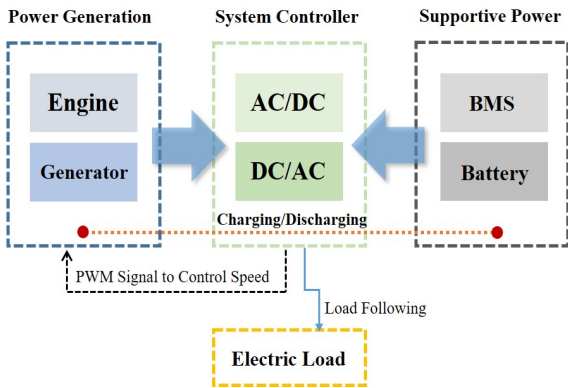 Power Generation
System Controller
Supportive Power
Engine
AC/DC
BMS
Generator
DC/AC
Battery
Charging/Discharging
PWM Signal to Control Speed
Load Following
Electric Load